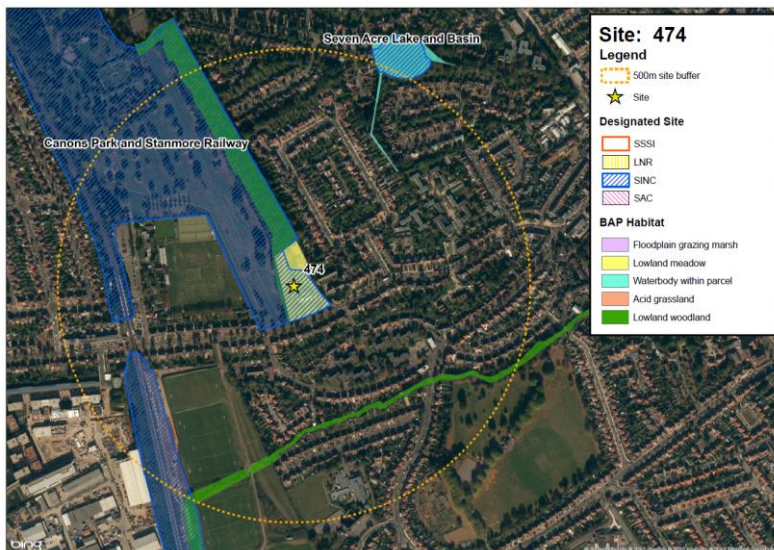 Seven Acre Lake and Basin
Canons Park and Stanmore Railway
474
Site: 474
Legend
500m site buffer
Site
Designated Site
SSSI
LNR
SINC
SAC
BAP Habitat
Floodplain grazing marsh
Lowland meadow
Waterbody within parcel
Acid grassland
Lowland woodland
bing